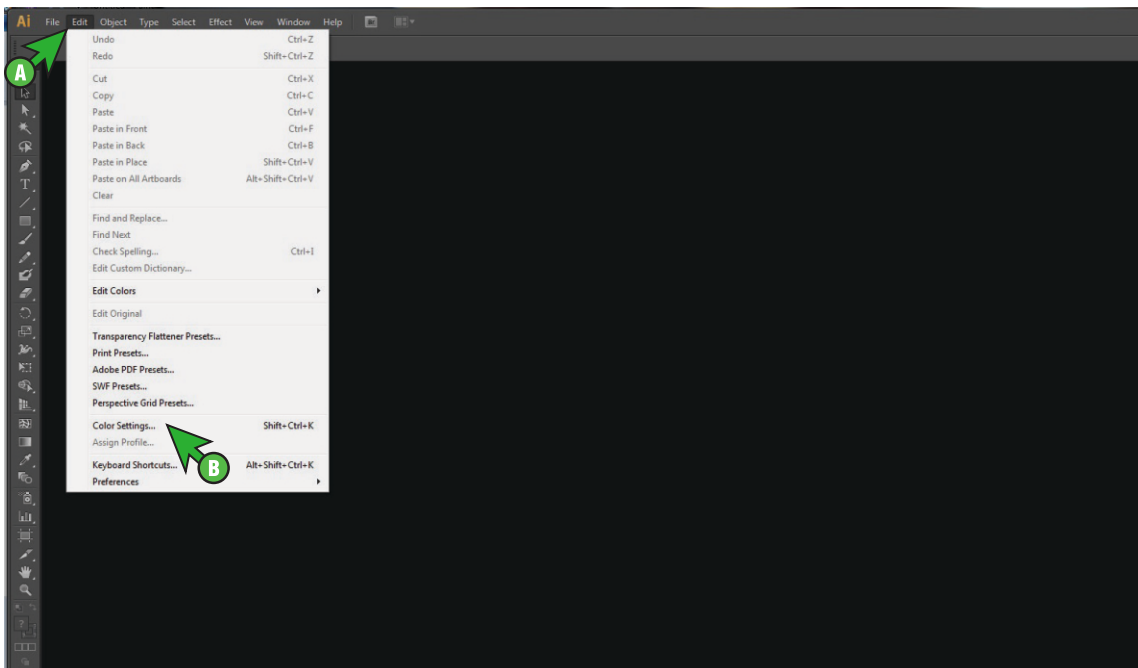 Ai File Edit Object Type Select Effect View Window Help Br
A
Undo Ctrl+Z
Redo Shift+Ctrl+Z
Cut Ctrl+X
Copy Ctrl+C
Paste Ctrl+V
Paste in Front Ctrl+F
Paste in Back Ctrl+B
Paste in Place Shift+Ctrl+V
Paste on All Artboards Alt+Shift+Ctrl+V
Clear
Find and Replace...
Find Next
Check Spelling... Ctrl+I
Edit Custom Dictionary...
Edit Colors
Edit Original
Transparency Flattener Presets...
Print Presets...
Adobe PDF Presets...
SWF Presets...
Perspective Grid Presets...
Color Settings... Shift+Ctrl+K
Assign Profile...
B
Keyboard Shortcuts... Alt+Shift+Ctrl+K
Preferences
T
?